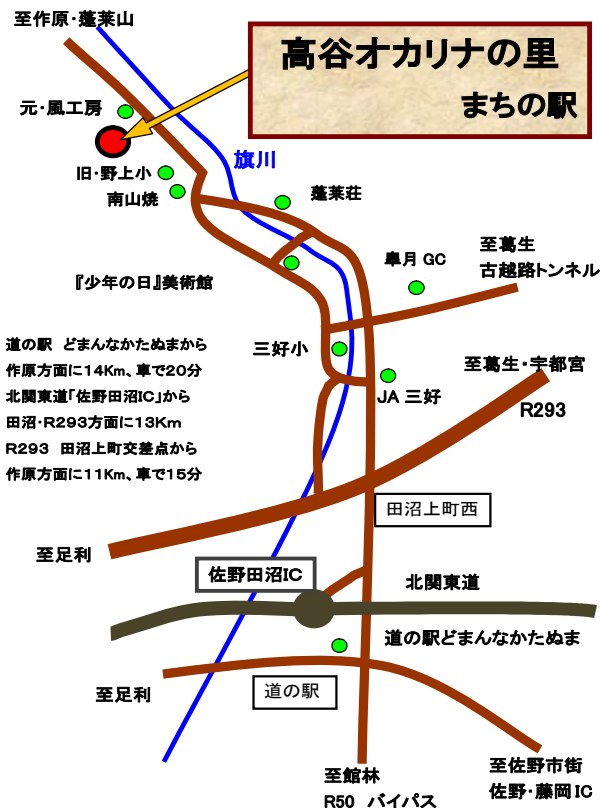 至作原・蓬莱山
高谷オカリナの里
まちの駅
元・風工房
旗川
旧・野上小
南山焼
蓬莱荘
皐月 GC
至葛生
古越路トンネル
『少年の日』美術館
道の駅 どまんなかたぬまから
作原方面に14Km、車で20分
北関東道「佐野田沼IC」から
田沼・R293方面に13Km
R293 田沼上町交差点から
作原方面に11Km、車で15分
三好小
至葛生・宇都宮
JA 三好
R293
田沼上町西
至足利
佐野田沼IC
北関東道
道の駅どまんなかたぬま
至足利
道の駅
至館林
R50 バイパス
至佐野市街
佐野・藤岡IC